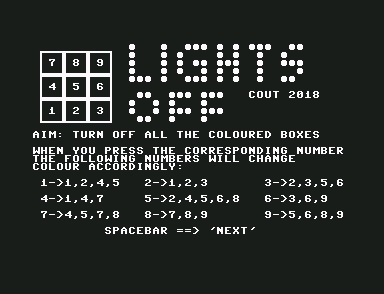 LIGHTS
OFF
7 8 9
4 5 6
1 2 3
COUT 2018
AIM: TURN OFF ALL THE COLOURED BOXES
WHEN YOU PRESS THE CORRESPONDING NUMBER
THE FOLLOWING NUMBERS WILL CHANGE
COLOUR ACCORDINGLY:
1->1,2,4,5 2->1,2,3 3->2,3,5,6
4->1,4,7 5->2,4,5,6,8 6->3,6,9
7->4,5,7,8 8->7,8,9 9->5,6,8,9
SPACEBAR ==> 'NEXT'